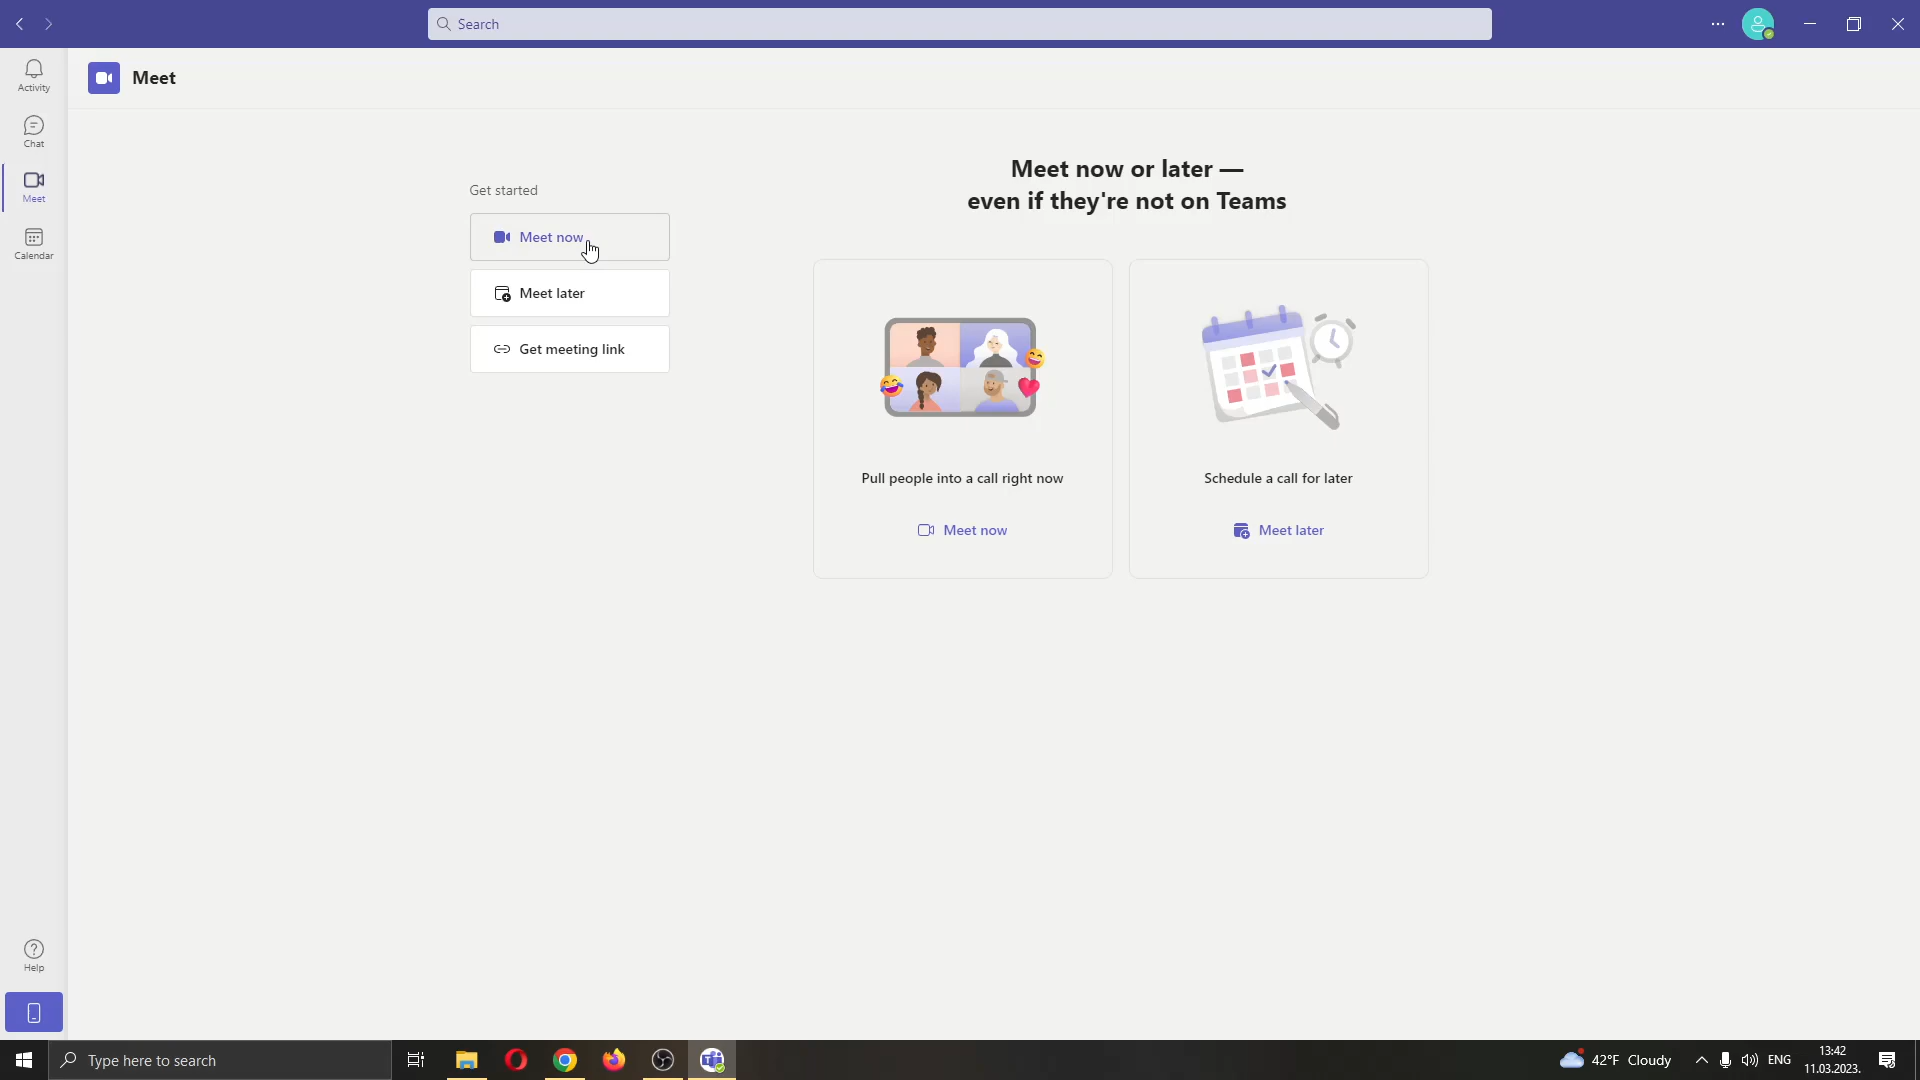 Search
Activity
Chat
Meet
Calendar
Help
Meet
Get started
Meet now
Meet later
Get meeting link
Meet now or later —
even if they're not on Teams
Pull people into a call right now
Meet now
Schedule a call for later
Meet later
Type here to search
42°F Cloudy
ENG
13:42
11.03.2023.